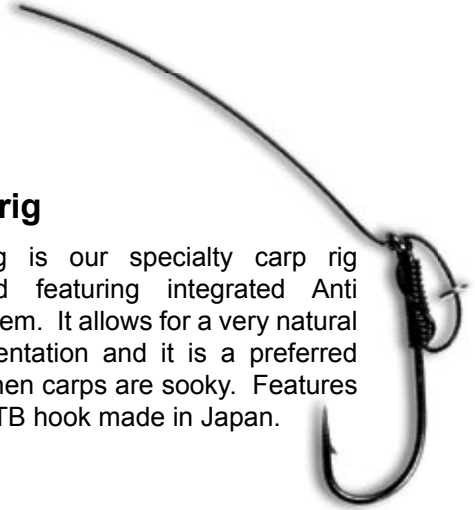 rig
g is our specialty carp rig
d featuring integrated Anti
em. It allows for a very natural
entation and it is a preferred
hen carps are sooky. Features
TB hook made in Japan.